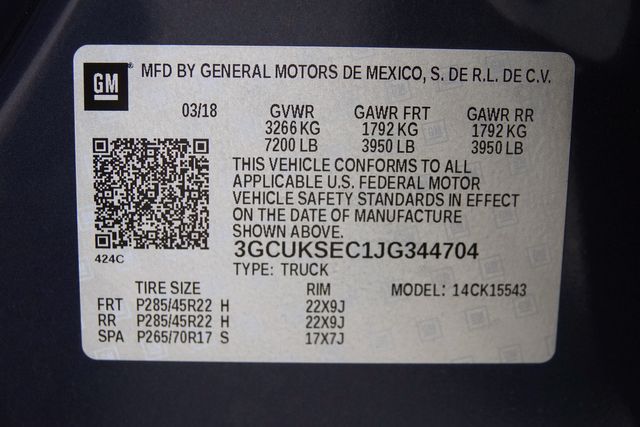 GM
MFD BY GENERAL MOTORS DE MEXICO, S. DE R.L. DE C.V.
03/18 GVWR GAWR FRT GAWR RR
3266 KG 1792 KG 1792 KG
7200 LB 3950 LB 3950 LB
THIS VEHICLE CONFORMS TO ALL
APPLICABLE U.S. FEDERAL MOTOR
VEHICLE SAFETY STANDARDS IN EFFECT
ON THE DATE OF MANUFACTURE
SHOWN ABOVE.
424C
3GCUKSEC1JG344704
TYPE: TRUCK
TIRE SIZE RIM MODEL: 14CK15543
FRT P285/45R22 H 22X9J
RR P285/45R22 H 22X9J
SPA P265/70R17 S 17X7J